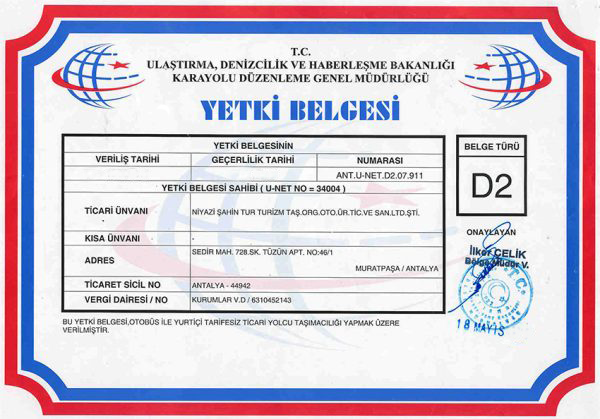 T.C.
ULAŞTIRMA, DENİZCİLİK VE HABERLEŞME BAKANLIĞI
KARAYOLU DÜZENLEME GENEL MÜDÜRLÜĞÜ
YETKİ BELGESİ
YETKİ BELGESİNİN
VERİLİŞ TARİHİ GEÇERLİLİK TARİHİ NUMARASI
ANT.U-NET.D2.07.911
YETKİ BELGESİ SAHİBİ ( U-NET NO = 34004 )
TİCARİ ÜNVANI NİYAZİ ŞAHİN TUR TURİZM TAŞ.ORG.OTO.ÜR.TİC.VE SAN.LTD.ŞTİ.
KISA ÜNVANI
ADRES SEDİR MAH. 728.SK. TÜZÜN APT. NO:46/1
MURATPAŞA / ANTALYA
TİCARET SİCİL NO ANTALYA - 44942
VERGİ DAİRESİ / NO KURUMLAR V.D / 6310452143
BU YETKİ BELGESİ,OTOBÜS İLE YURTİÇİ TARİFESİZ TİCARİ YOLCU TAŞIMACILIĞI YAPMAK ÜZERE
VERİLMİŞTİR.
BELGE TÜRÜ
D2
ONAYLAYAN
İlker ÇELİK
Bölge Müdür V.
T.C.
18 MAYIS